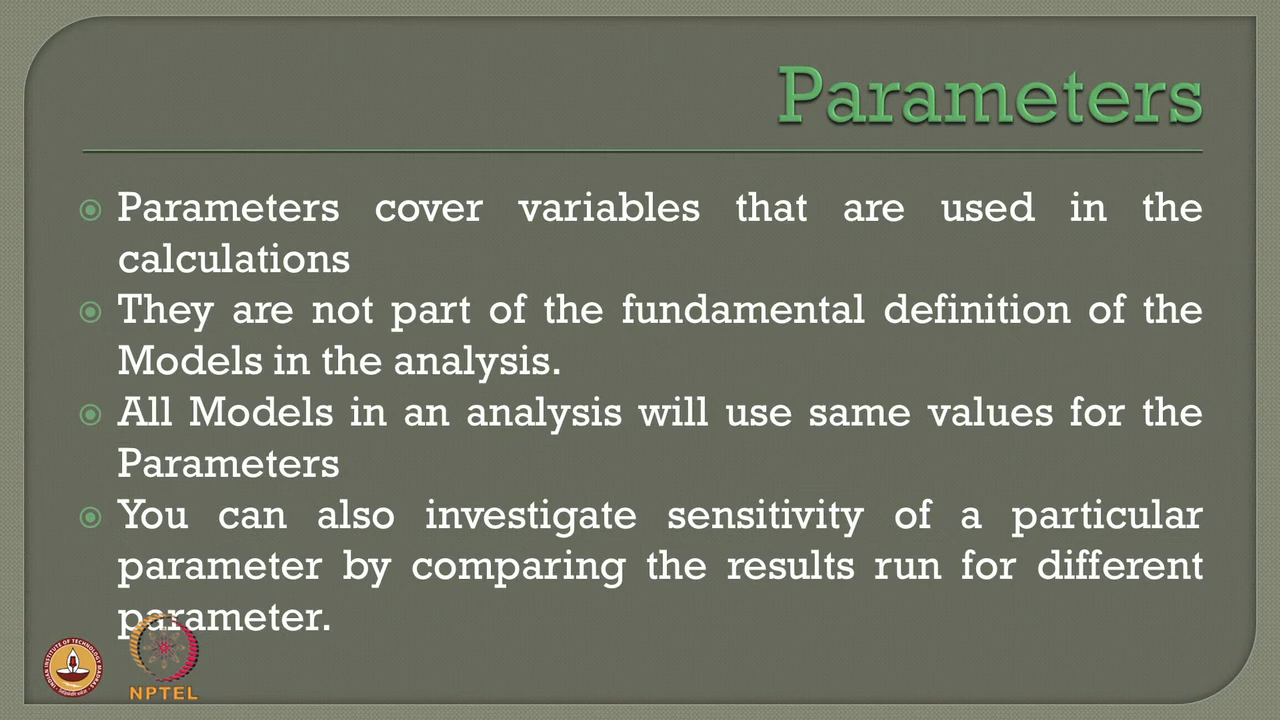 Parameters
Parameters cover variables that are used in the
calculations
They are not part of the fundamental definition of the
Models in the analysis.
All Models in an analysis will use same values for the
Parameters
You can also investigate sensitivity of a particular
parameter by comparing the results run for different
parameter.
NPTEL